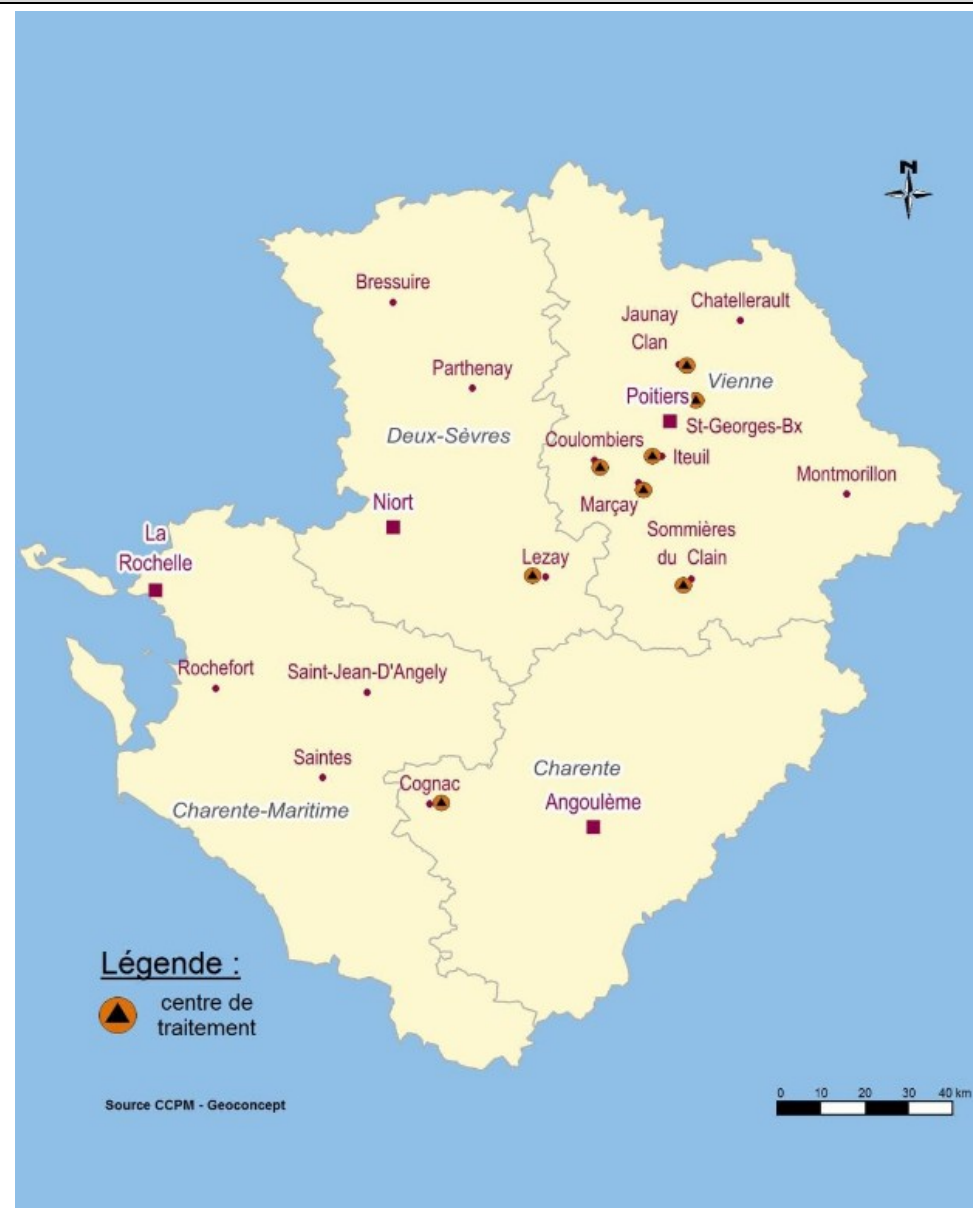 N
Bressuire
Chatellerault
Jaunay
Clan
Parthenay
Vienne
Poitiers
St-Georges-Bx
Deux-Sèvres
Coulombiers
Iteuil
Montmorillon
Niort
Marçay
La
Rochelle
Sommières
du Clain
Lezay
Rochefort
Saint-Jean-D'Angely
Saintes
Charente
Cognac
Angoulême
Charente-Maritime
Légende :
centre de
traitement
Source CCPM - Geoconcept
0 10 20 30 40 km